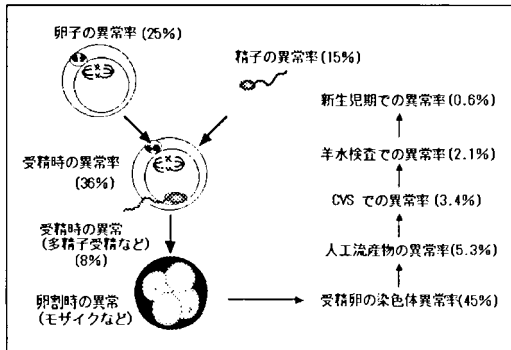 卵子の異常率(25%)
精子の異常率(15%)
受精時の異常率
(36%)
受精時の異常
(多精子受精など)
(8%)
卵割時の異常
(モザイクなど)
受精卵の染色体異常率(45%)
人工流産物の異常率(5.3%)
CVS での異常率(3.4%)
羊水検査での異常率(2.1%)
新生児期での異常率(0.6%)